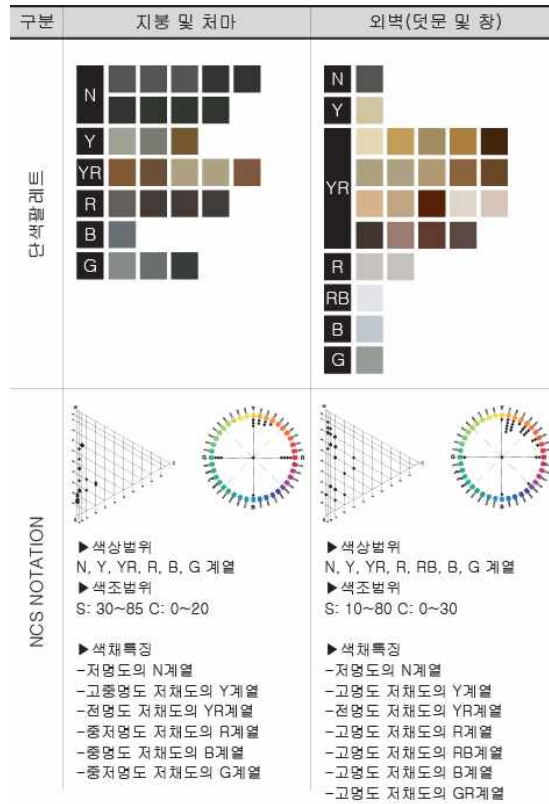 구분
지붕 및 처마
외벽(덧문 및 창)
단색팔레트
N
Y
YR
R
B
G
N
Y
YR
R
RB
B
G
NCS NOTATION
▶색상범위
N, Y, YR, R, B, G 계열
▶색조범위
S: 30~85 C: 0~20
▶색채특징
-저명도의 N계열
-고중명도 저채도의 Y계열
-전명도 저채도의 YR계열
-중저명도 저채도의 R계열
-중명도 저채도의 B계열
-중저명도 저채도의 G계열
▶색상범위
N, Y, YR, R, RB, B, G 계열
▶색조범위
S: 10~80 C: 0~30
▶색채특징
-저명도의 N계열
-고명도 저채도의 Y계열
-전명도 저채도의 YR계열
-고명도 저채도의 R계열
-고명도 저채도의 RB계열
-고명도 저채도의 B계열
-고명도 저채도의 GR계열